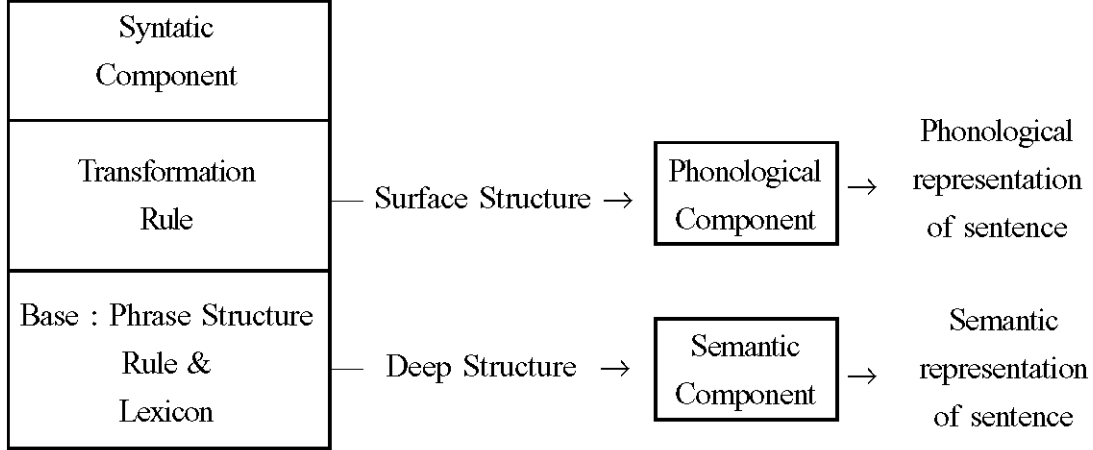 Syntatic
Component
Transformation
Rule
Base : Phrase Structure
Rule &
Lexicon
Surface Structure →
Phonological
Component
→
Phonological
representation
of sentence
Deep Structure →
Semantic
Component
→
Semantic
representation
of sentence